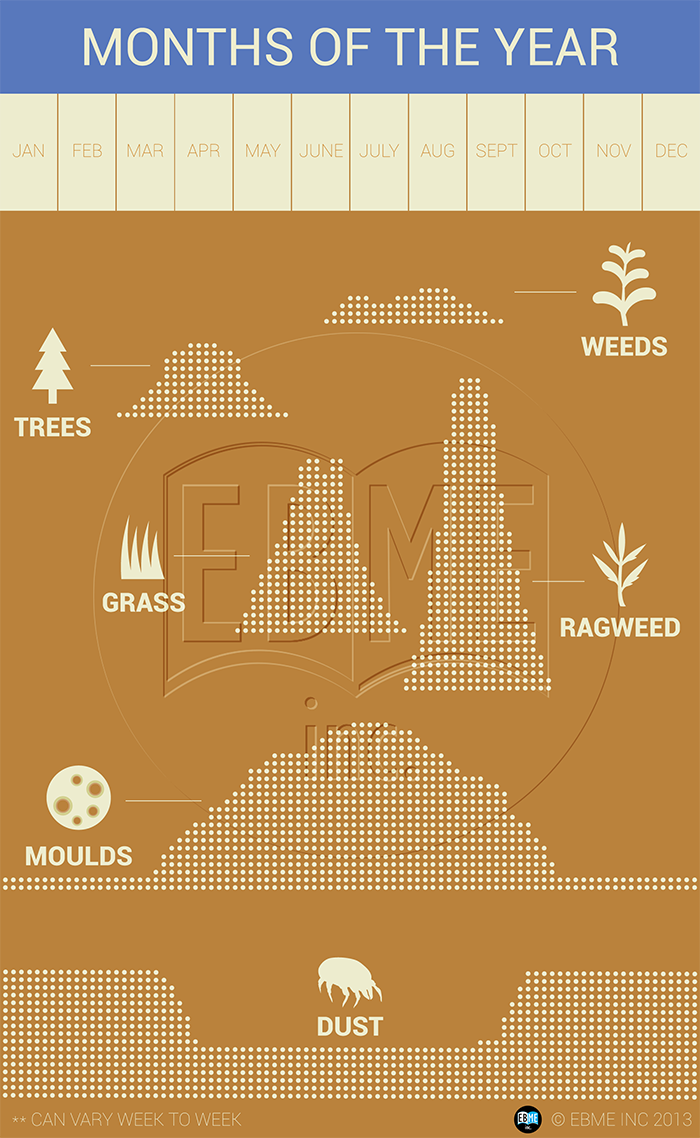 MONTHS OF THE YEAR
JAN FEB MAR APR MAY JUNE JULY AUG SEPT OCT NOV DEC
WEEDS
TREES
GRASS
RAGWEED
EBME
inc.
MOULDS
DUST
** CAN VARY WEEK TO WEEK
EBME
INC.
© EBME INC 2013